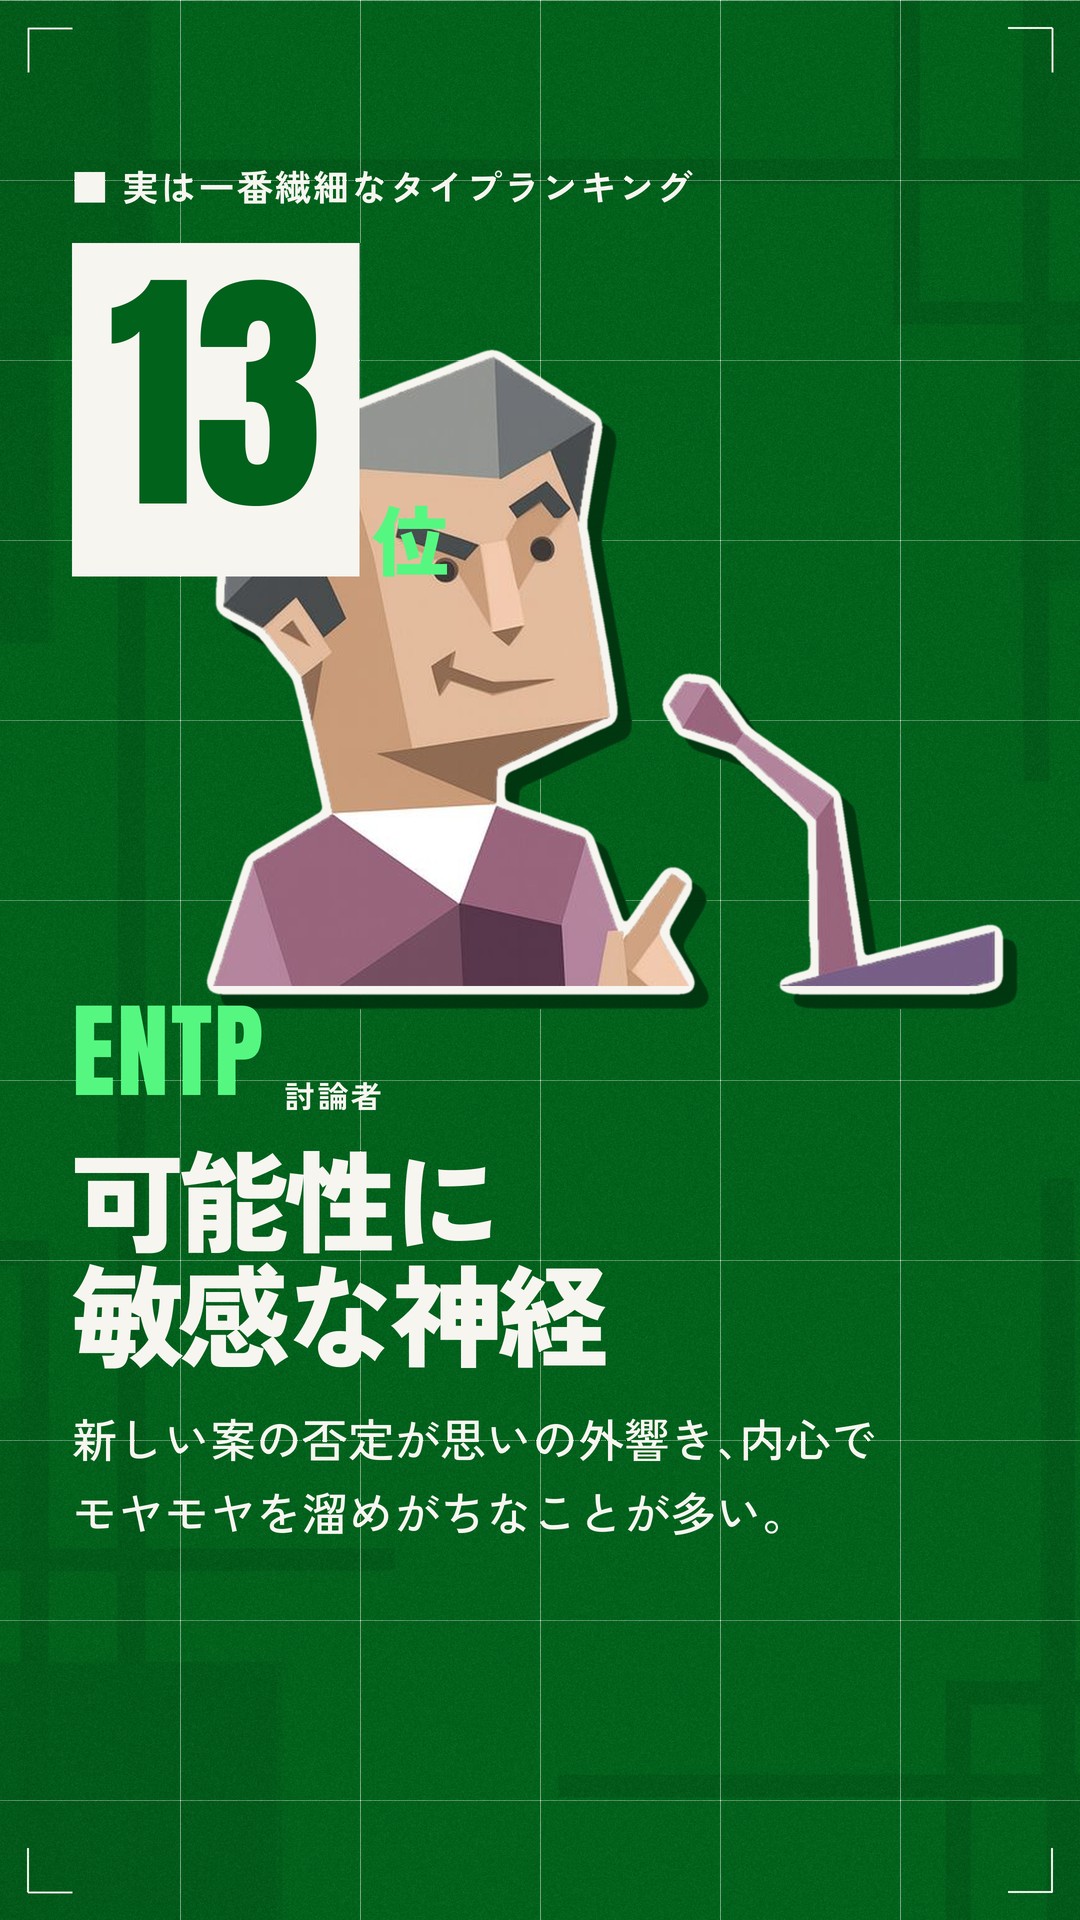 ■ 実は一番繊細なタイプランキング
13
位
ENTP
討論者
可能性に
敏感な神経
新しい案の否定が思いの外響き、内心で
モヤモヤを溜めがちなことが多い。